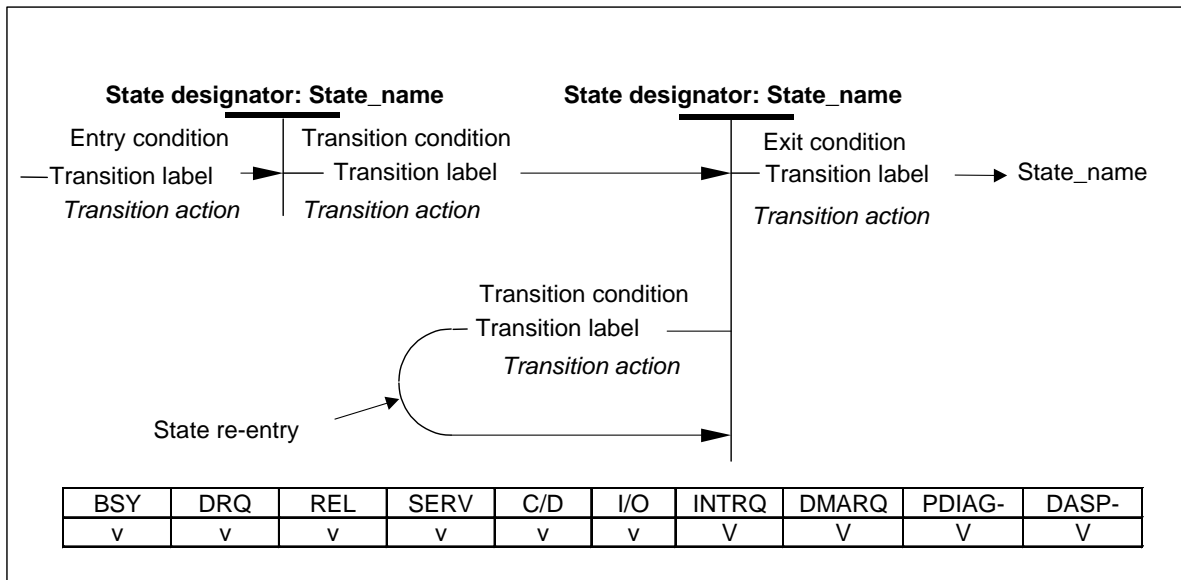 State designator: State_name
State designator: State_name
Entry condition
Transition label
Transition action
Transition condition
Transition label
Transition action
Exit condition
Transition label
Transition action
State_name
Transition condition
Transition label
Transition action
State re-entry
BSY DRQ REL SERV C/D I/O INTRQ DMARQ PDIAG- DASP-
v v v v v v V V V V